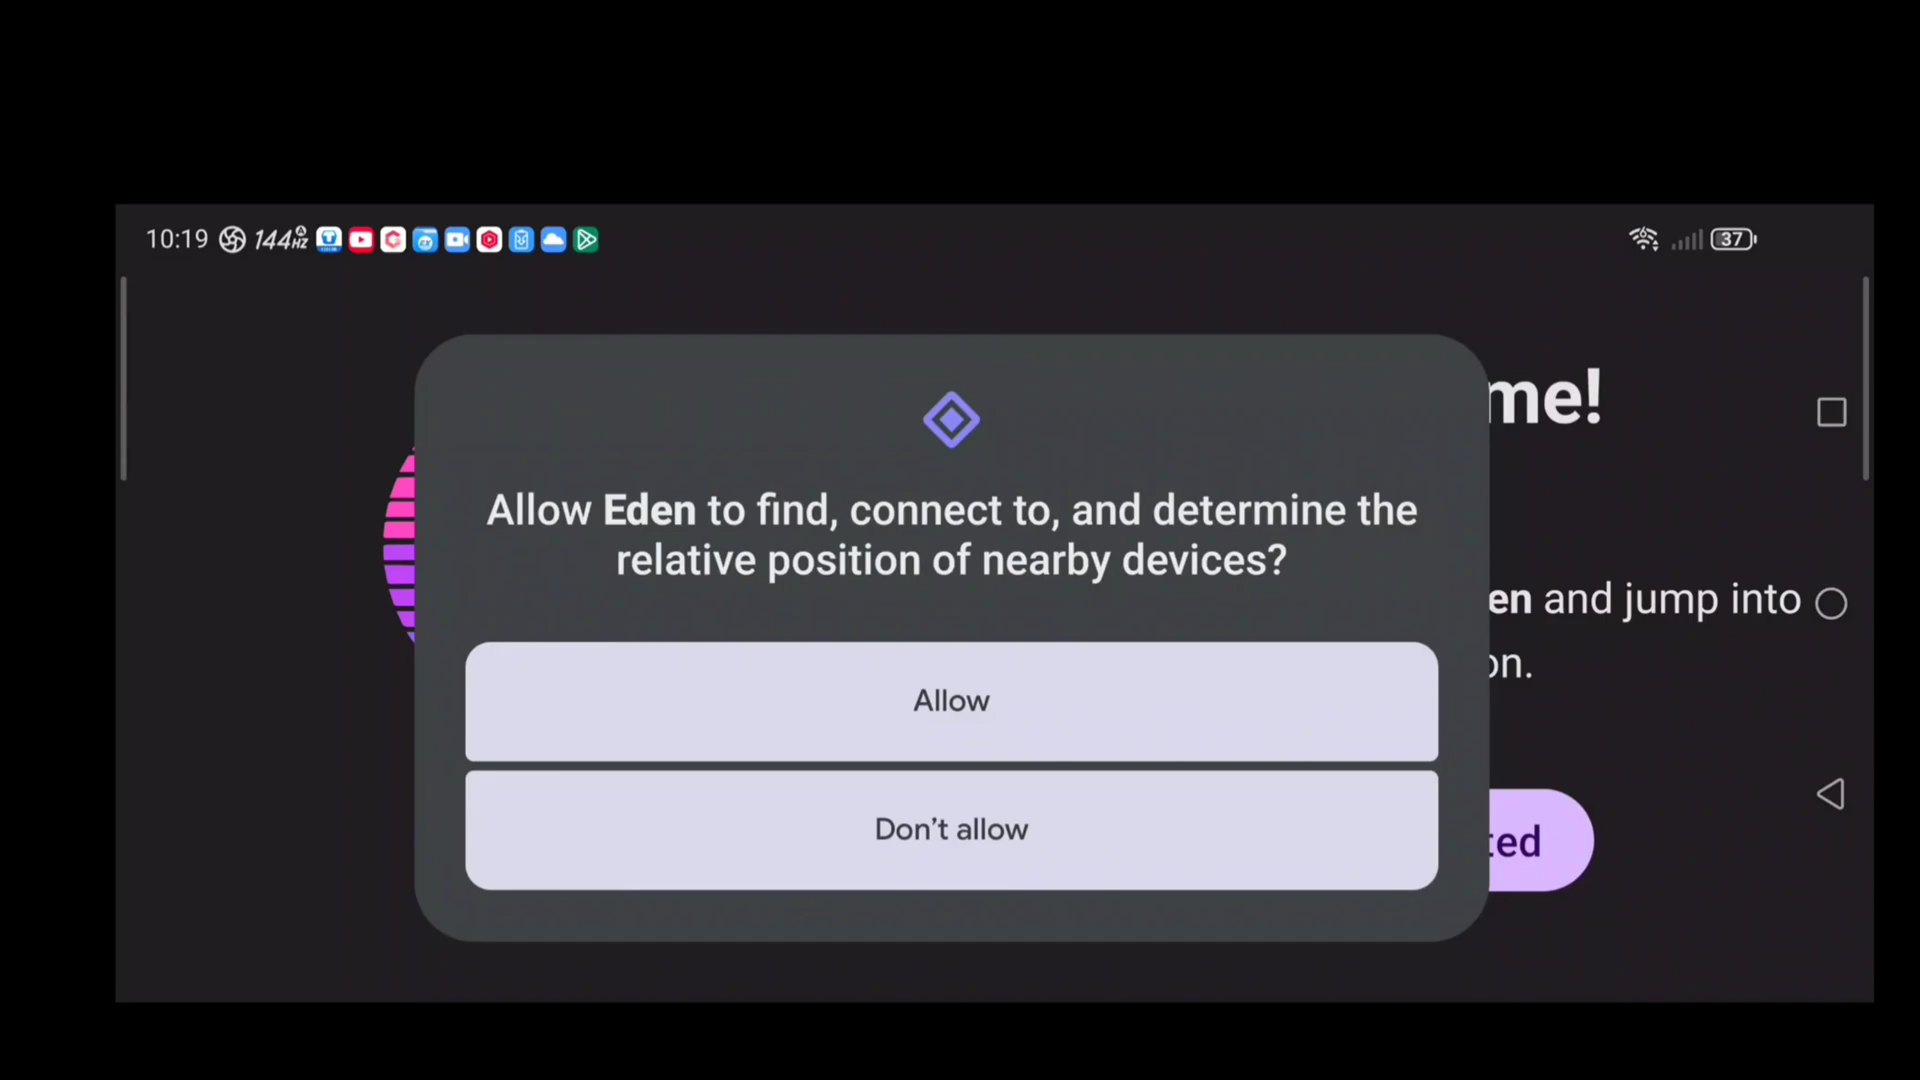 10:19 144HZ
37
me!
Allow Eden to find, connect to, and determine the
relative position of nearby devices?
en and jump into
on.
Allow
Don't allow
ted